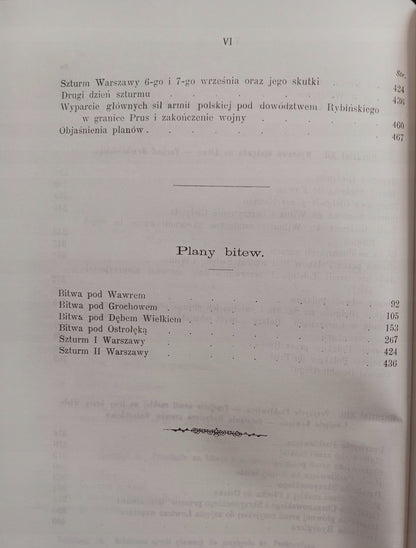 VI
Str.
Szturm Warszawy 6-go i 7-go września oraz jego skutki . . 424
Drugi dzień szturmu . . . . . . . 436
Wyparcie głównych sił armii polskiej pod dowództwem Rybińskiego
w granice Prus i zakończenie wojny . . . . 460
Objaśnienia planów . . . . . . . 467
Plany bitew.
Bitwa pod Wawrem . . . . . . 92
Bitwa pod Grochowem . . . . . . 105
Bitwa pod Dębem Wielkiem . . . . . 153
Bitwa pod Ostrołęką . . . . . . 267
Szturm I Warszawy . . . . . . 424
Szturm II Warszawy . . . . . . 436